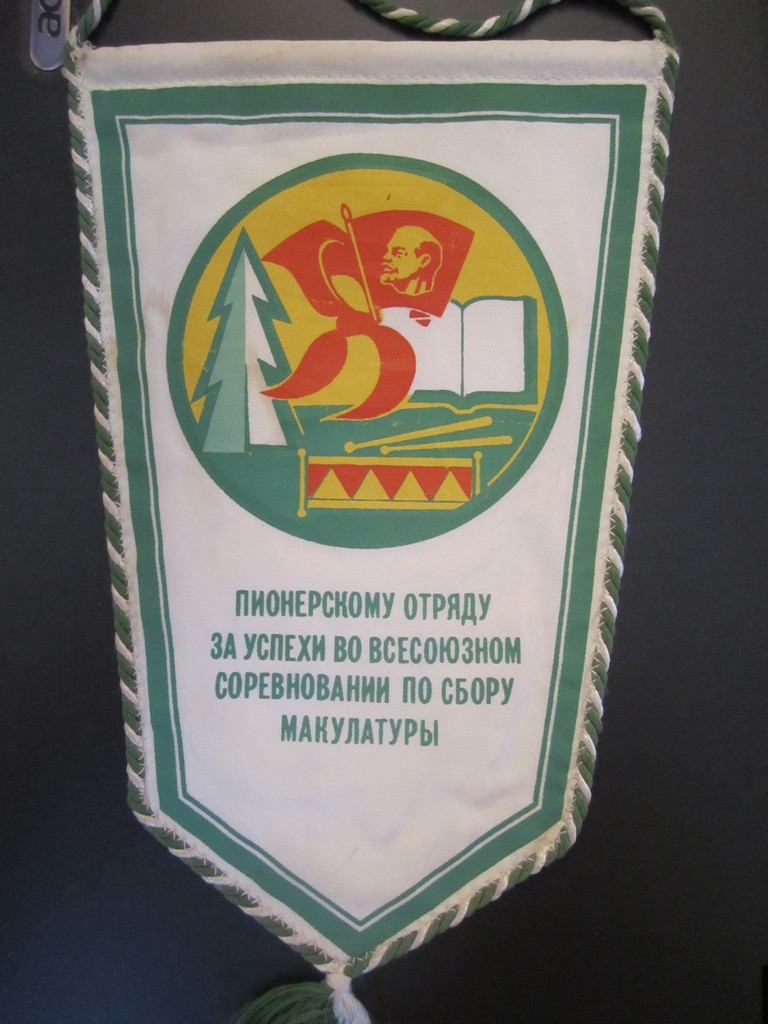 ПИОНЕРСКОМУ ОТРЯДУ
ЗА УСПЕХИ ВО ВСЕСОЮЗНОМ
СОРЕВНОВАНИИ ПО СБОРУ
МАКУЛАТУРЫ